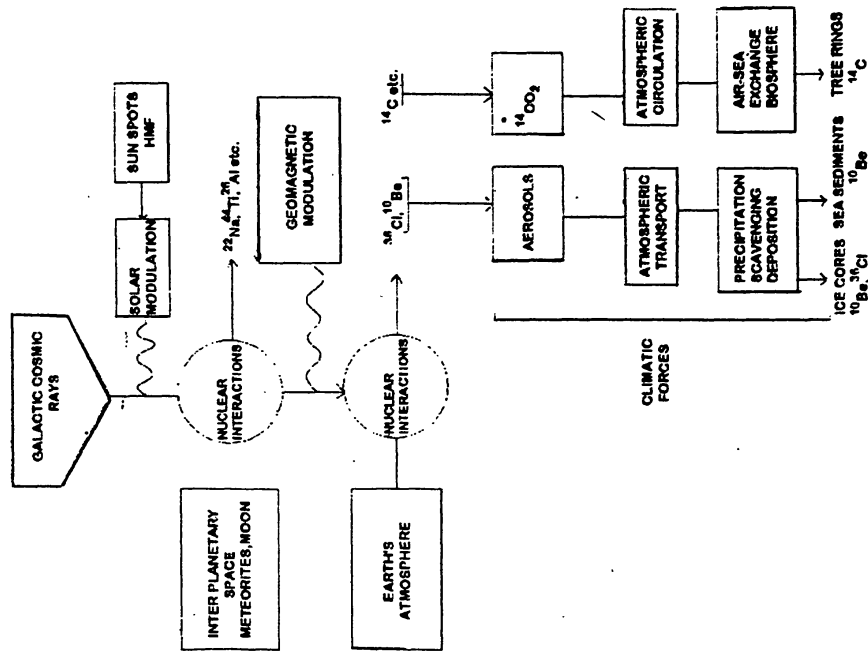 GALACTIC COSMIC
RAYS
SUN SPOTS
HMF
SOLAR
MODULATION
INTER PLANETARY
SPACE
METEORITES, MOON
NUCLEAR
INTERACTIONS
²²Na, ⁴⁴Ti, ²⁶Al etc.
GEOMAGNETIC
MODULATION
EARTH'S
ATMOSPHERE
NUCLEAR
INTERACTIONS
³⁶Cl, ¹⁰Be,
¹⁴C etc.
CLIMATIC
FORCES
AEROSOLS
¹⁴CO₂
ATMOSPHERIC
TRANSPORT
ATMOSPHERIC
CIRCULATION
PRECIPITATION
SCAVENGING
DEPOSITION
AIR-SEA
EXCHANGE
BIOSPHERE
ICE CORES
¹⁰Be, ³⁶Cl
SEA SEDIMENTS
¹⁰Be
TREE RINGS
¹⁴C